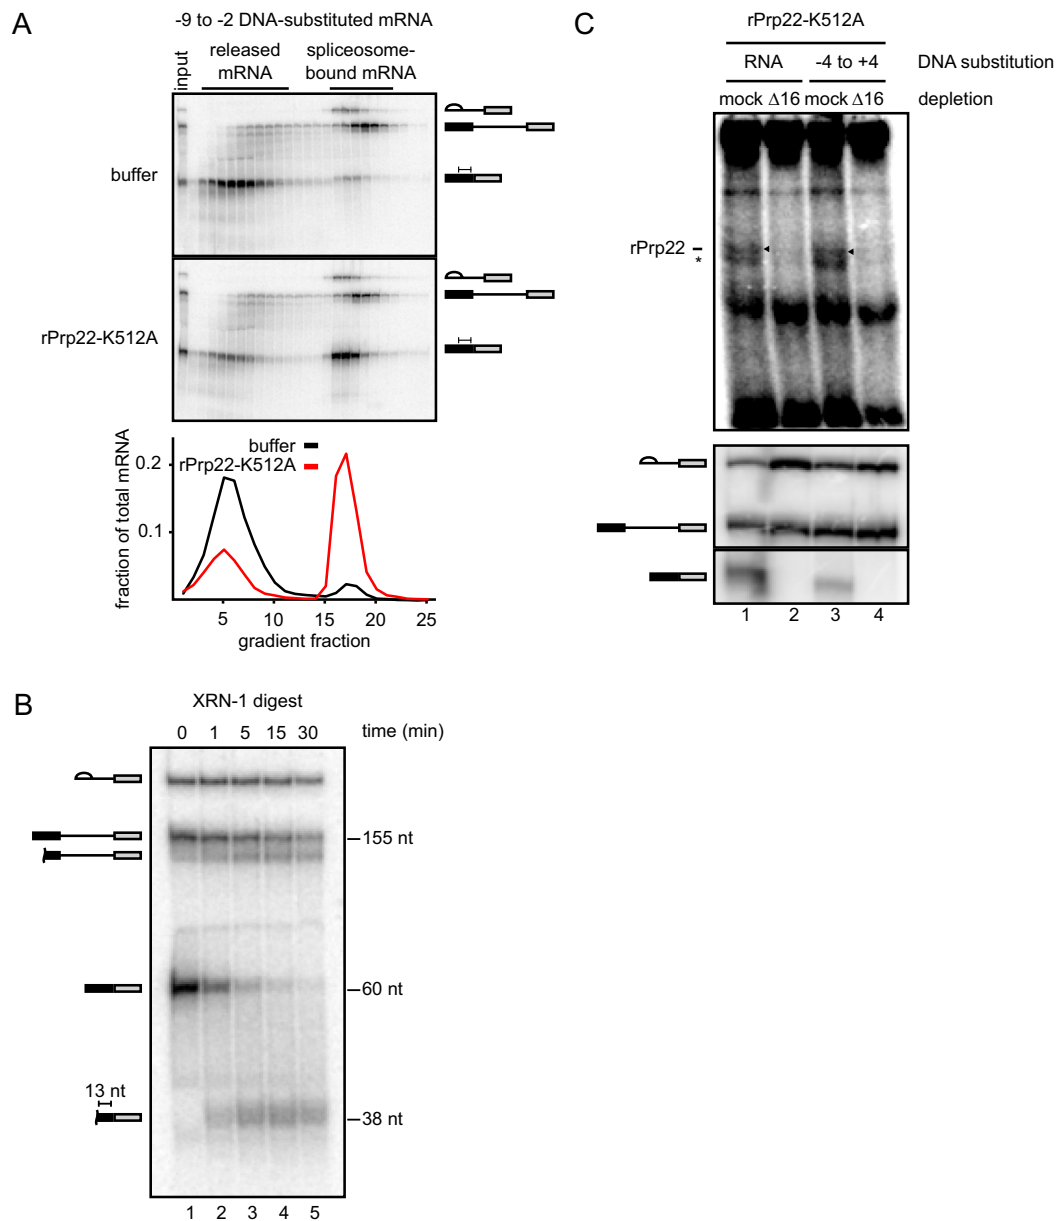 A
-9 to -2 DNA-substituted mRNA
input
released mRNA
spliceosome-bound mRNA
buffer
rPrp22-K512A
buffer
rPrp22-K512A
fraction of total mRNA
0.2
0.1
5 10 15 20 25
gradient fraction
B
XRN-1 digest
0 1 5 15 30 time (min)
155 nt
60 nt
13 nt
38 nt
1 2 3 4 5
C
rPrp22-K512A
RNA -4 to +4 DNA substitution
mock Δ16 mock Δ16 depletion
rPrp22
*
1 2 3 4